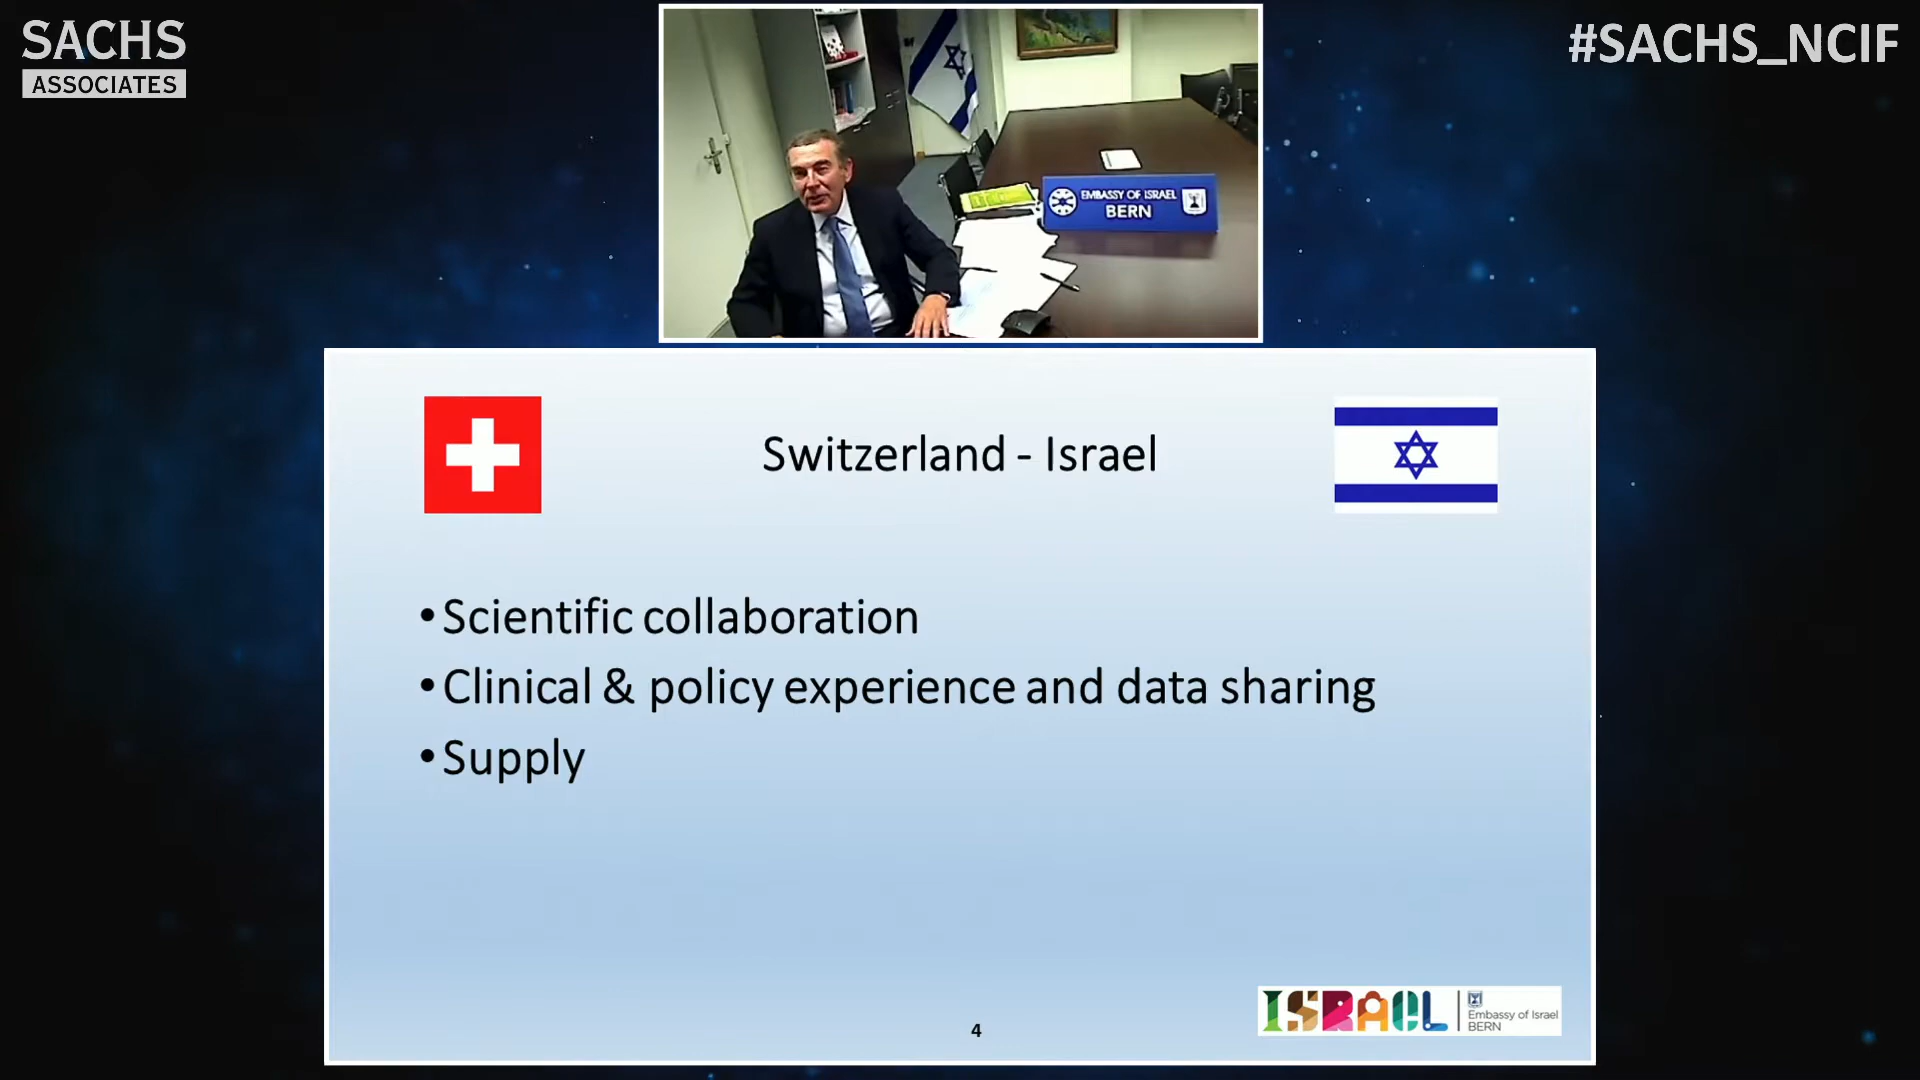 SACHS
ASSOCIATES
#SACHS_NCIF
EMBASSY OF ISRAEL
BERN
Switzerland - Israel
•Scientific collaboration
•Clinical & policy experience and data sharing
•Supply
4
ISRAEL
Embassy of Israel
BERN